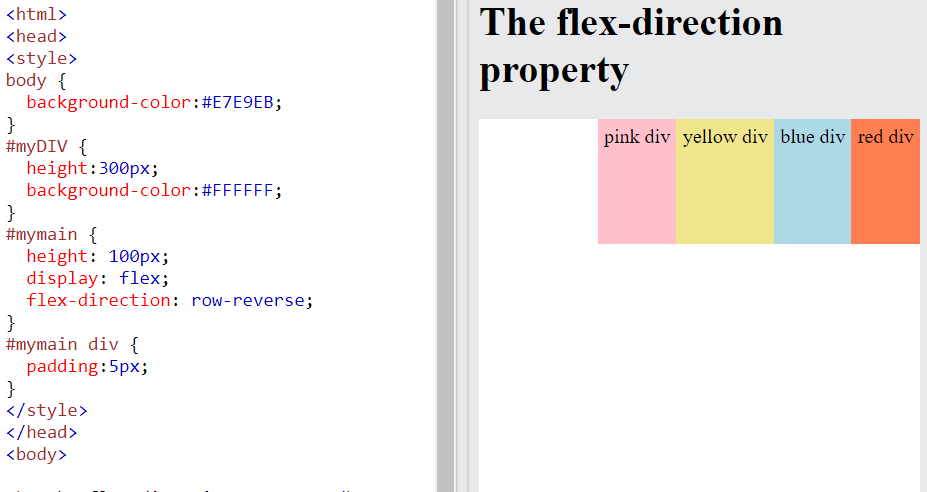 <html>
<head>
<style>
body {
  background-color:#E7E9EB;
}
#myDIV {
  height:300px;
  background-color:#FFFFFF;
}
#mymain {
  height: 100px;
  display: flex;
  flex-direction: row-reverse;
}
#mymain div {
  padding:5px;
}
</style>
</head>
<body>
The flex-direction
property
pink div yellow div blue div red div